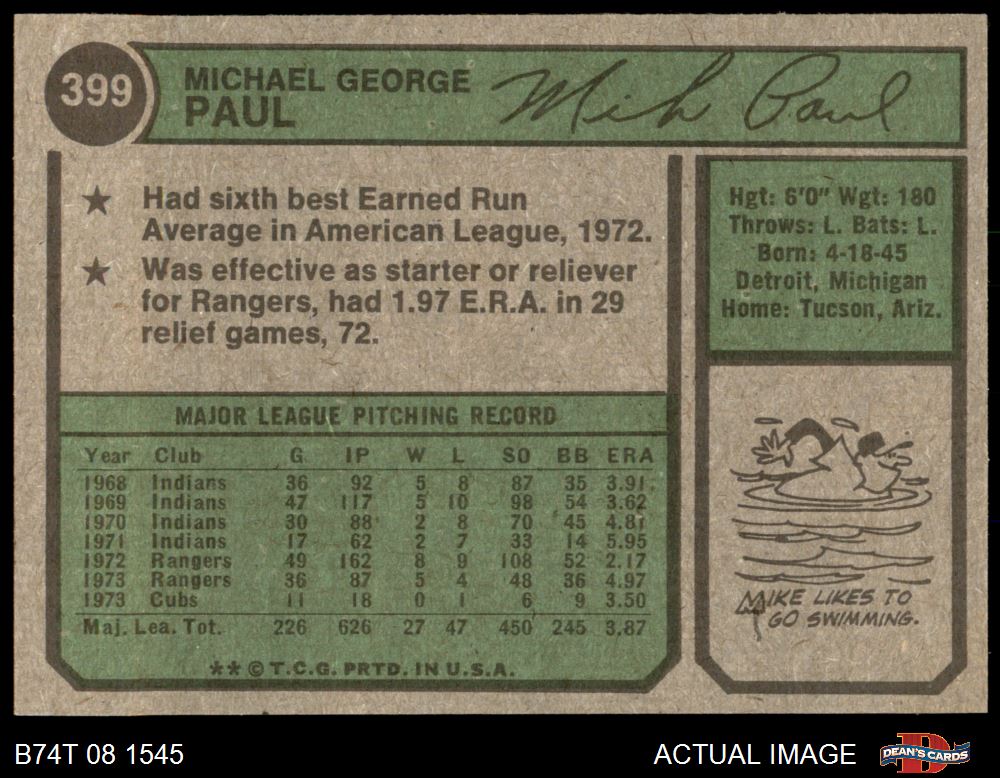 399
MICHAEL GEORGE
PAUL
Mike Paul
★ Had sixth best Earned Run
Average in American League, 1972.
★ Was effective as starter or reliever
for Rangers, had 1.97 E.R.A. in 29
relief games, 72.
Hgt: 6'0" Wgt: 180
Throws: L. Bats: L.
Born: 4-18-45
Detroit, Michigan
Home: Tucson, Ariz.
MAJOR LEAGUE PITCHING RECORD
Year Club G IP W L SO BB ERA
1968 Indians 36 92 5 8 87 35 3.91
1969 Indians 47 117 5 10 98 54 3.62
1970 Indians 30 88 2 8 70 45 4.81
1971 Indians 17 62 2 7 33 14 5.95
1972 Rangers 49 162 8 9 108 52 2.17
1973 Rangers 36 87 5 4 48 36 4.97
1973 Cubs 11 18 0 1 6 9 3.50
Maj. Lea. Tot. 226 626 27 47 450 245 3.87
** © T.C.G. PRTD. IN U.S.A.
MIKE LIKES TO
GO SWIMMING.
B74T 08 1545
ACTUAL IMAGE
D
DEAN'S CARDS